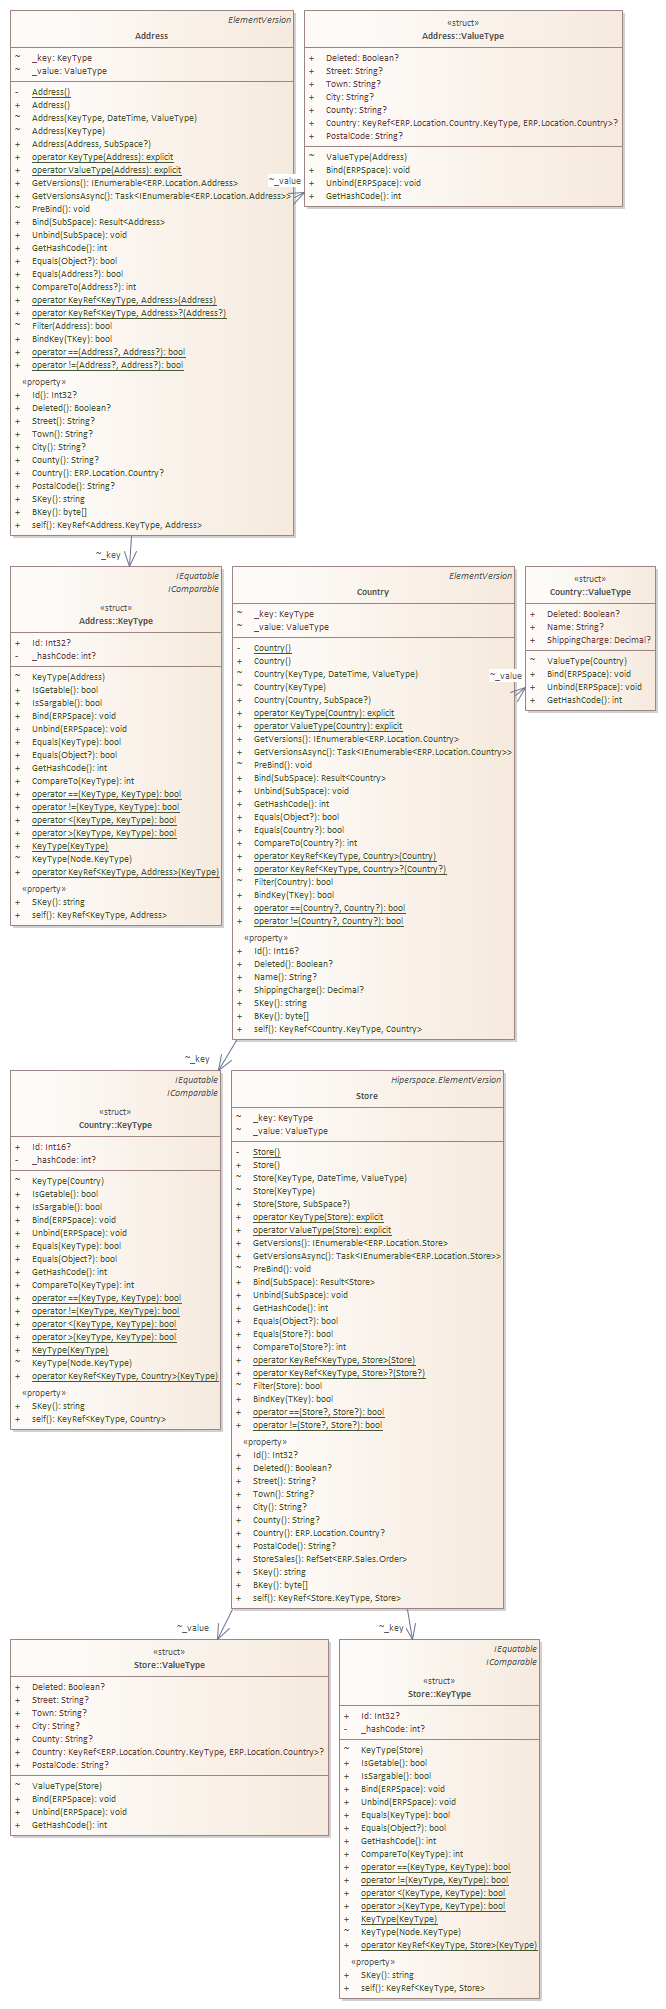 ElementVersion
Address
~ _key: KeyType
~ _value: ValueType
- Address()
+ Address()
~ Address(KeyType, DateTime, ValueType)
~ Address(KeyType)
+ Address(Address, SubSpace?)
+ operator KeyType(Address): explicit
+ operator ValueType(Address): explicit
+ GetVersions(): IEnumerable<ERP.Location.Address>
+ GetVersionsAsync(): Task<IEnumerable<ERP.Location.Address>>
~ PreBind(): void
+ Bind(SubSpace): Result<Address>
+ Unbind(SubSpace): void
+ GetHashCode(): int
+ Equals(Object?): bool
+ Equals(Address?): bool
+ CompareTo(Address?): int
+ operator KeyRef<KeyType, Address>(Address)
+ operator KeyRef<KeyType, Address>?(Address?)
~ Filter(Address): bool
+ BindKey(TKey): bool
+ operator ==(Address?, Address?): bool
+ operator !=(Address?, Address?): bool
«property»
+ Id(): Int32?
+ Deleted(): Boolean?
+ Street(): String?
+ Town(): String?
+ City(): String?
+ County(): String?
+ Country(): ERP.Location.Country?
+ PostalCode(): String?
+ SKey(): string
+ BKey(): byte[]
+ self(): KeyRef<Address.KeyType, Address>
~_value
«struct»
Address::ValueType
+ Deleted: Boolean?
+ Street: String?
+ Town: String?
+ City: String?
+ County: String?
+ Country: KeyRef<ERP.Location.Country.KeyType, ERP.Location.Country>?
+ PostalCode: String?
~ ValueType(Address)
+ Bind(ERPSpace): void
+ Unbind(ERPSpace): void
+ GetHashCode(): int
~_key
IEquatable
IComparable
«struct»
Address::KeyType
+ Id: Int32?
- _hashCode: int?
~ KeyType(Address)
+ IsGetable(): bool
+ IsSargable(): bool
+ Bind(ERPSpace): void
+ Unbind(ERPSpace): void
+ Equals(KeyType): bool
+ Equals(Object?): bool
+ GetHashCode(): int
+ CompareTo(KeyType): int
+ operator ==(KeyType, KeyType): bool
+ operator !=(KeyType, KeyType): bool
+ operator <(KeyType, KeyType): bool
+ operator >(KeyType, KeyType): bool
+ KeyType(KeyType)
~ KeyType(Node.KeyType)
+ operator KeyRef<KeyType, Address>(KeyType)
«property»
+ SKey(): string
+ self(): KeyRef<KeyType, Address>
ElementVersion
Country
~ _key: KeyType
~ _value: ValueType
- Country()
+ Country()
~ Country(KeyType, DateTime, ValueType)
~ Country(KeyType)
+ Country(Country, SubSpace?)
+ operator KeyType(Country): explicit
+ operator ValueType(Country): explicit
+ GetVersions(): IEnumerable<ERP.Location.Country>
+ GetVersionsAsync(): Task<IEnumerable<ERP.Location.Country>>
~ PreBind(): void
+ Bind(SubSpace): Result<Country>
+ Unbind(SubSpace): void
+ GetHashCode(): int
+ Equals(Object?): bool
+ Equals(Country?): bool
+ CompareTo(Country?): int
+ operator KeyRef<KeyType, Country>(Country)
+ operator KeyRef<KeyType, Country>?(Country?)
~ Filter(Country): bool
+ BindKey(TKey): bool
+ operator ==(Country?, Country?): bool
+ operator !=(Country?, Country?): bool
«property»
+ Id(): Int16?
+ Deleted(): Boolean?
+ Name(): String?
+ ShippingCharge(): Decimal?
+ SKey(): string
+ BKey(): byte[]
+ self(): KeyRef<Country.KeyType, Country>
~_value
«struct»
Country::ValueType
+ Deleted: Boolean?
+ Name: String?
+ ShippingCharge: Decimal?
~ ValueType(Country)
+ Bind(ERPSpace): void
+ Unbind(ERPSpace): void
+ GetHashCode(): int
~_key
IEquatable
IComparable
«struct»
Country::KeyType
+ Id: Int16?
- _hashCode: int?
~ KeyType(Country)
+ IsGetable(): bool
+ IsSargable(): bool
+ Bind(ERPSpace): void
+ Unbind(ERPSpace): void
+ Equals(KeyType): bool
+ Equals(Object?): bool
+ GetHashCode(): int
+ CompareTo(KeyType): int
+ operator ==(KeyType, KeyType): bool
+ operator !=(KeyType, KeyType): bool
+ operator <(KeyType, KeyType): bool
+ operator >(KeyType, KeyType): bool
+ KeyType(KeyType)
~ KeyType(Node.KeyType)
+ operator KeyRef<KeyType, Country>(KeyType)
«property»
+ SKey(): string
+ self(): KeyRef<KeyType, Country>
Hiperspace.ElementVersion
Store
~ _key: KeyType
~ _value: ValueType
- Store()
+ Store()
~ Store(KeyType, DateTime, ValueType)
~ Store(KeyType)
+ Store(Store, SubSpace?)
+ operator KeyType(Store): explicit
+ operator ValueType(Store): explicit
+ GetVersions(): IEnumerable<ERP.Location.Store>
+ GetVersionsAsync(): Task<IEnumerable<ERP.Location.Store>>
~ PreBind(): void
+ Bind(SubSpace): Result<Store>
+ Unbind(SubSpace): void
+ GetHashCode(): int
+ Equals(Object?): bool
+ Equals(Store?): bool
+ CompareTo(Store?): int
+ operator KeyRef<KeyType, Store>(Store)
+ operator KeyRef<KeyType, Store>?(Store?)
~ Filter(Store): bool
+ BindKey(TKey): bool
+ operator ==(Store?, Store?): bool
+ operator !=(Store?, Store?): bool
«property»
+ Id(): Int32?
+ Deleted(): Boolean?
+ Street(): String?
+ Town(): String?
+ City(): String?
+ County(): String?
+ Country(): ERP.Location.Country?
+ PostalCode(): String?
+ StoreSales(): RefSet<ERP.Sales.Order>
+ SKey(): string
+ BKey(): byte[]
+ self(): KeyRef<Store.KeyType, Store>
~_value
~_key
«struct»
Store::ValueType
+ Deleted: Boolean?
+ Street: String?
+ Town: String?
+ City: String?
+ County: String?
+ Country: KeyRef<ERP.Location.Country.KeyType, ERP.Location.Country>?
+ PostalCode: String?
~ ValueType(Store)
+ Bind(ERPSpace): void
+ Unbind(ERPSpace): void
+ GetHashCode(): int
IEquatable
IComparable
«struct»
Store::KeyType
+ Id: Int32?
- _hashCode: int?
~ KeyType(Store)
+ IsGetable(): bool
+ IsSargable(): bool
+ Bind(ERPSpace): void
+ Unbind(ERPSpace): void
+ Equals(KeyType): bool
+ Equals(Object?): bool
+ GetHashCode(): int
+ CompareTo(KeyType): int
+ operator ==(KeyType, KeyType): bool
+ operator !=(KeyType, KeyType): bool
+ operator <(KeyType, KeyType): bool
+ operator >(KeyType, KeyType): bool
+ KeyType(KeyType)
~ KeyType(Node.KeyType)
+ operator KeyRef<KeyType, Store>(KeyType)
«property»
+ SKey(): string
+ self(): KeyRef<KeyType, Store>